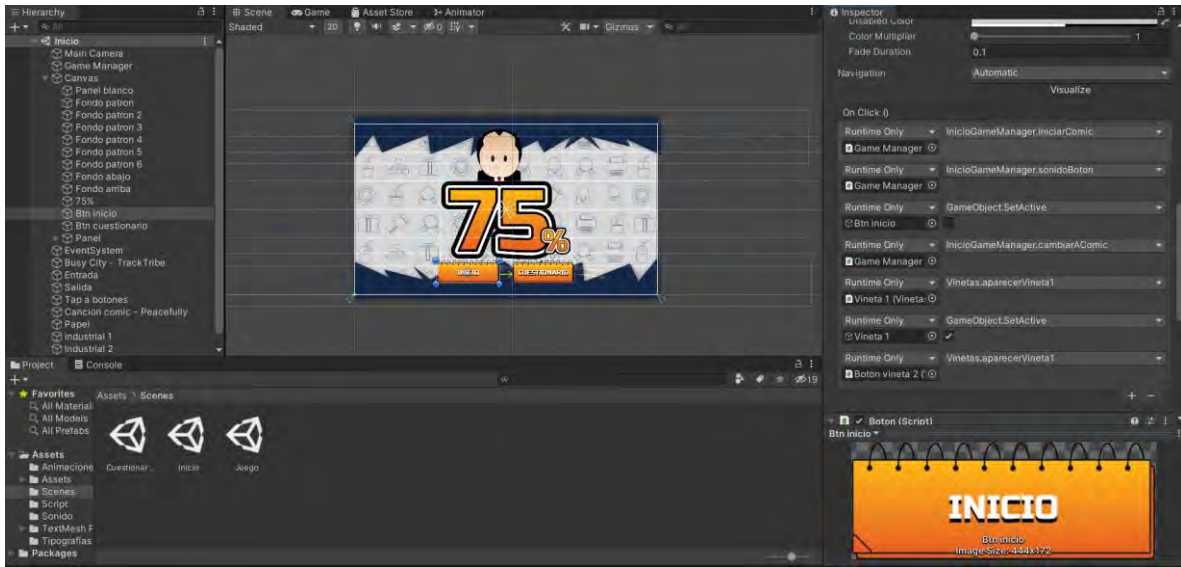 Hierarchy
All
Inicio
Main Camera
Game Manager
Canvas
Panel blanco
Fondo patron
Fondo patron 2
Fondo patron 3
Fondo patron 4
Fondo patron 5
Fondo patron 6
Fondo abajo
Fondo arriba
75%
Btn inicio
Btn cuestionario
Panel
EventSystem
Busy City - TrackTribe
Entrada
Salida
Tap a botones
Cancion comic - Peacefully
Papel
Industrial 1
Industrial 2
Scene Game Asset Store Animator
Shaded 2D 0 Gizmos All
75%
INICIO CUESTIONARIO
Inspector
Disabled Color
Color Multiplier 1
Fade Duration 0.1
Navigation Automatic
Visualize
On Click ()
Runtime Only InicioGameManager.iniciarComic
Game Manager
Runtime Only InicioGameManager.sonidoBoton
Game Manager
Runtime Only GameObject.SetActive
Btn inicio
Runtime Only InicioGameManager.cambiarAComic
Game Manager
Runtime Only Vinetas.aparecerVineta1
Vineta 1 (Vinetas
Runtime Only GameObject.SetActive
Vineta 1
Runtime Only Vinetas.aparecerVineta1
Boton vineta 2 (
+ -
Boton (Script)
Btn inicio
INICIO
Btn inicio
Image Size: 444x172
Project Console
19
Favorites
All Material
All Models
All Prefabs
Assets
Animacione
Assets
Scenes
Script
Sonido
TextMesh P
Tipografias
Packages
Assets > Scenes
Cuestionar... Inicio Juego